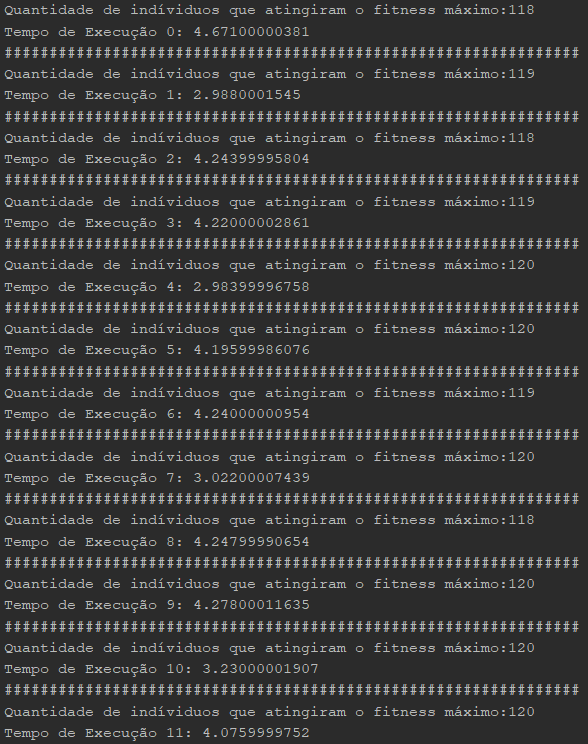 Quantidade de indíviduos que atingiram o fitness máximo:118
Tempo de Execução 0: 4.67100000381
################################################################
Quantidade de indíviduos que atingiram o fitness máximo:119
Tempo de Execução 1: 2.9880001545
################################################################
Quantidade de indíviduos que atingiram o fitness máximo:118
Tempo de Execução 2: 4.24399995804
################################################################
Quantidade de indíviduos que atingiram o fitness máximo:119
Tempo de Execução 3: 4.22000002861
################################################################
Quantidade de indíviduos que atingiram o fitness máximo:120
Tempo de Execução 4: 2.98399996758
################################################################
Quantidade de indíviduos que atingiram o fitness máximo:120
Tempo de Execução 5: 4.19599986076
################################################################
Quantidade de indíviduos que atingiram o fitness máximo:119
Tempo de Execução 6: 4.24000000954
################################################################
Quantidade de indíviduos que atingiram o fitness máximo:120
Tempo de Execução 7: 3.02200007439
################################################################
Quantidade de indíviduos que atingiram o fitness máximo:118
Tempo de Execução 8: 4.24799990654
################################################################
Quantidade de indíviduos que atingiram o fitness máximo:120
Tempo de Execução 9: 4.27800011635
################################################################
Quantidade de indíviduos que atingiram o fitness máximo:120
Tempo de Execução 10: 3.23000001907
################################################################
Quantidade de indíviduos que atingiram o fitness máximo:120
Tempo de Execução 11: 4.0759999752